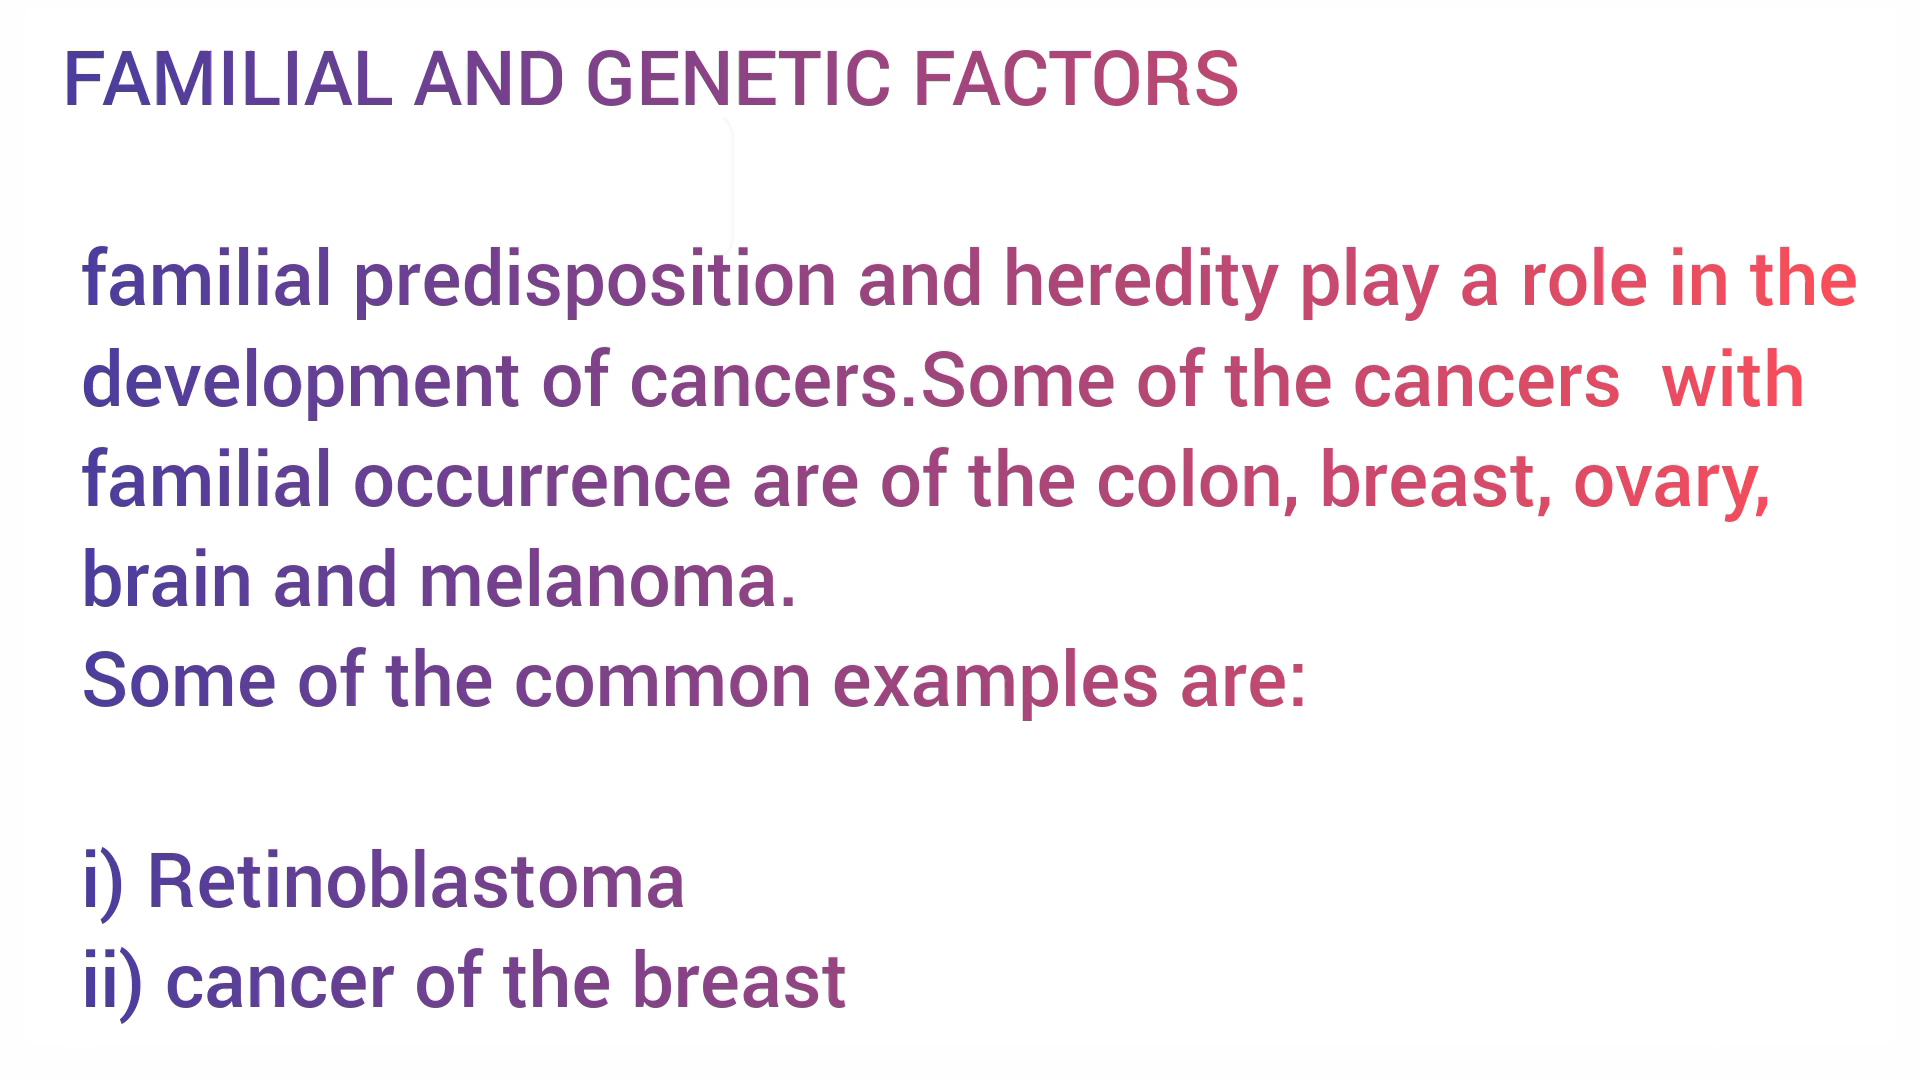 FAMILIAL AND GENETIC FACTORS
familial predisposition and heredity play a role in the
development of cancers.Some of the cancers  with
familial occurrence are of the colon, breast, ovary,
brain and melanoma.
Some of the common examples are:
i) Retinoblastoma
ii) cancer of the breast